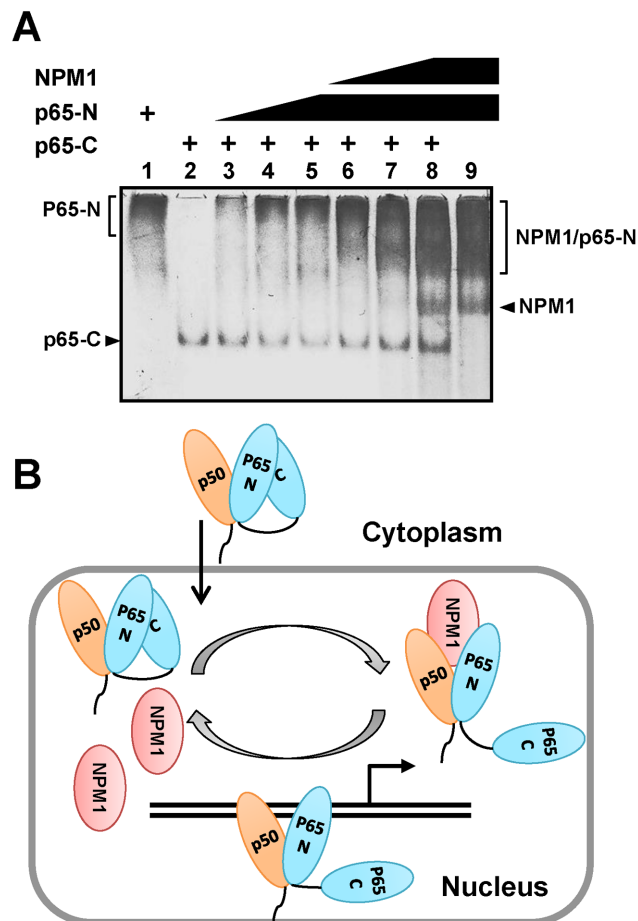 A
NPM1
p65-N +
p65-C + + + + + + +
1 2 3 4 5 6 7 8 9
P65-N
NPM1/p65-N
NPM1
p65-C
B
p50 P65 N C
Cytoplasm
p50 P65 N C
NPM1
p50 P65 N
P65 C
NPM1
NPM1
p50 P65 N
P65 C
Nucleus